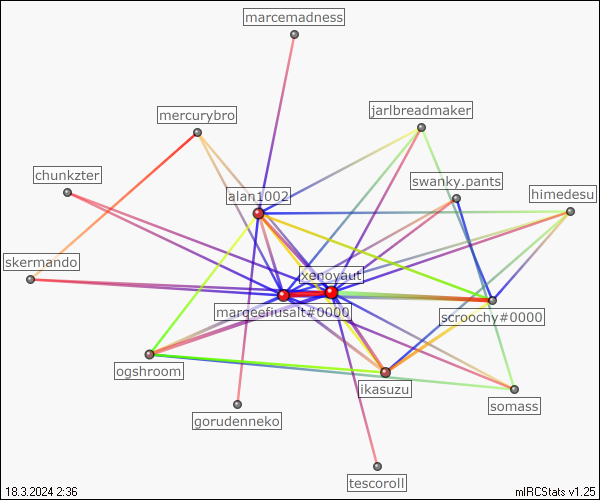 marcemadness
mercurybro
jarlbreadmaker
chunkzter
swanky.pants
alan1002
himedesu
skermando
xenoyaut
margeefiusalt#0000
scroochy#0000
ogshroom
ikasuzu
somass
gorudenneko
tescoroll
18.3.2024 2:36
mIRCStats v1.25